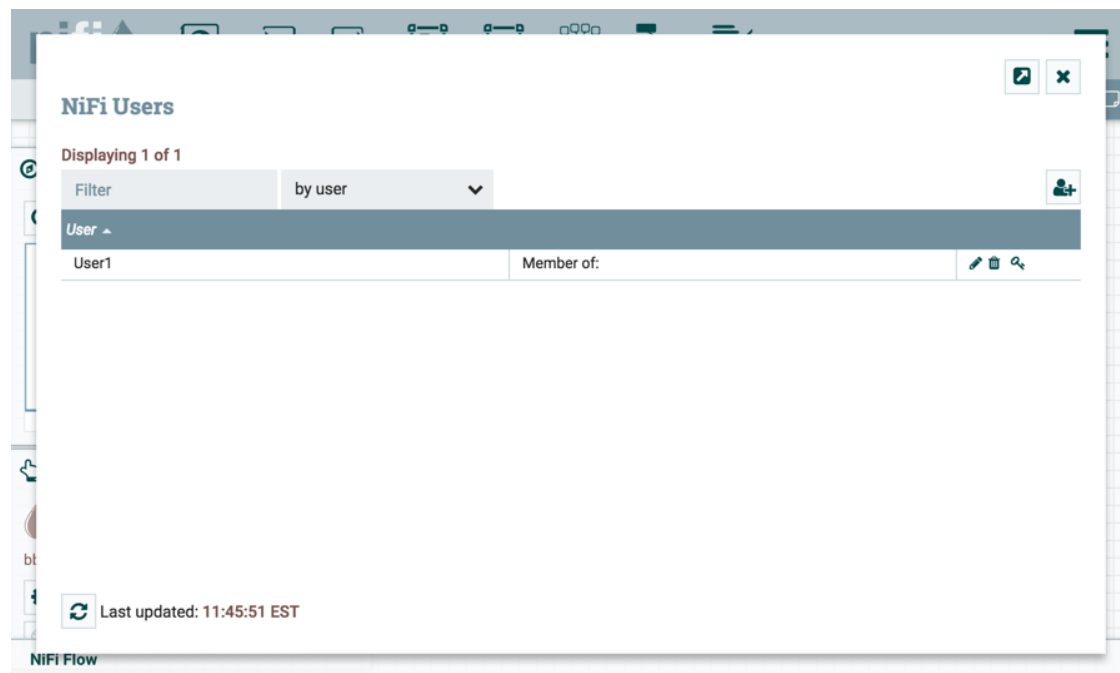 NiFi Users
Displaying 1 of 1
Filter by user
User
User1 Member of:
Last updated: 11:45:51 EST
NiFi Flow